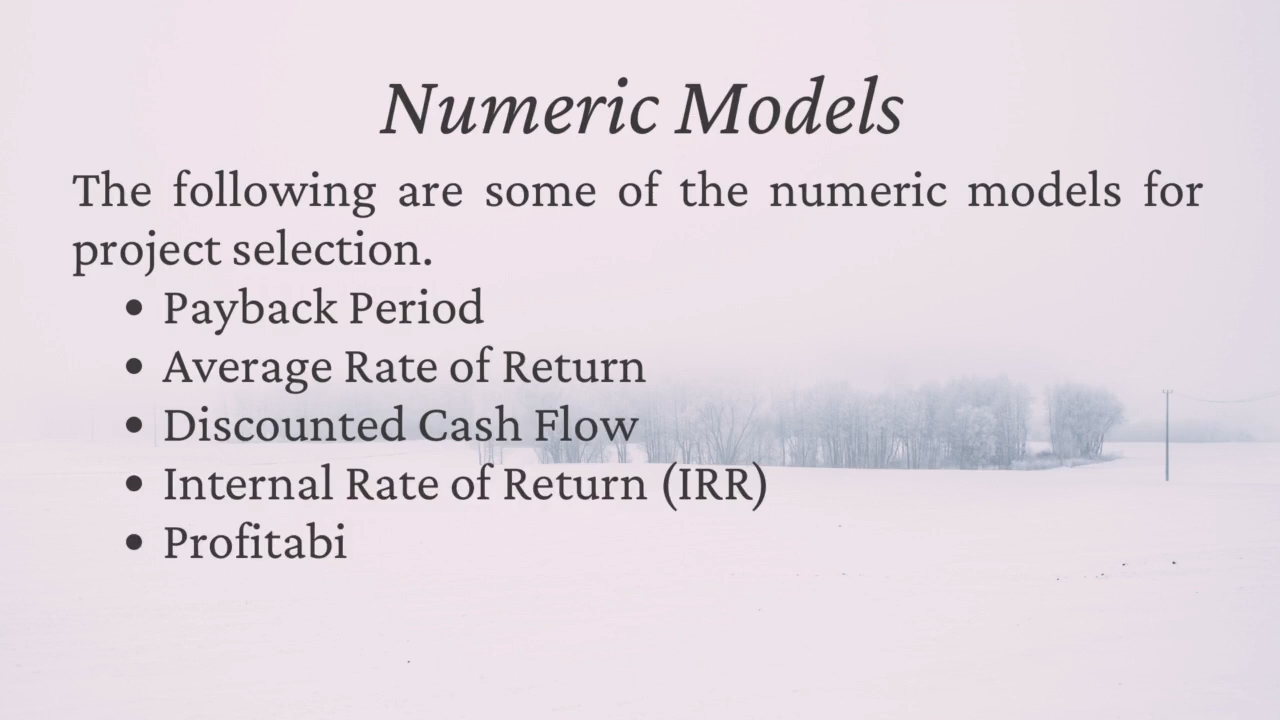 Numeric Models
The following are some of the numeric models for
project selection.
• Payback Period
• Average Rate of Return
• Discounted Cash Flow
• Internal Rate of Return (IRR)
• Profitabi